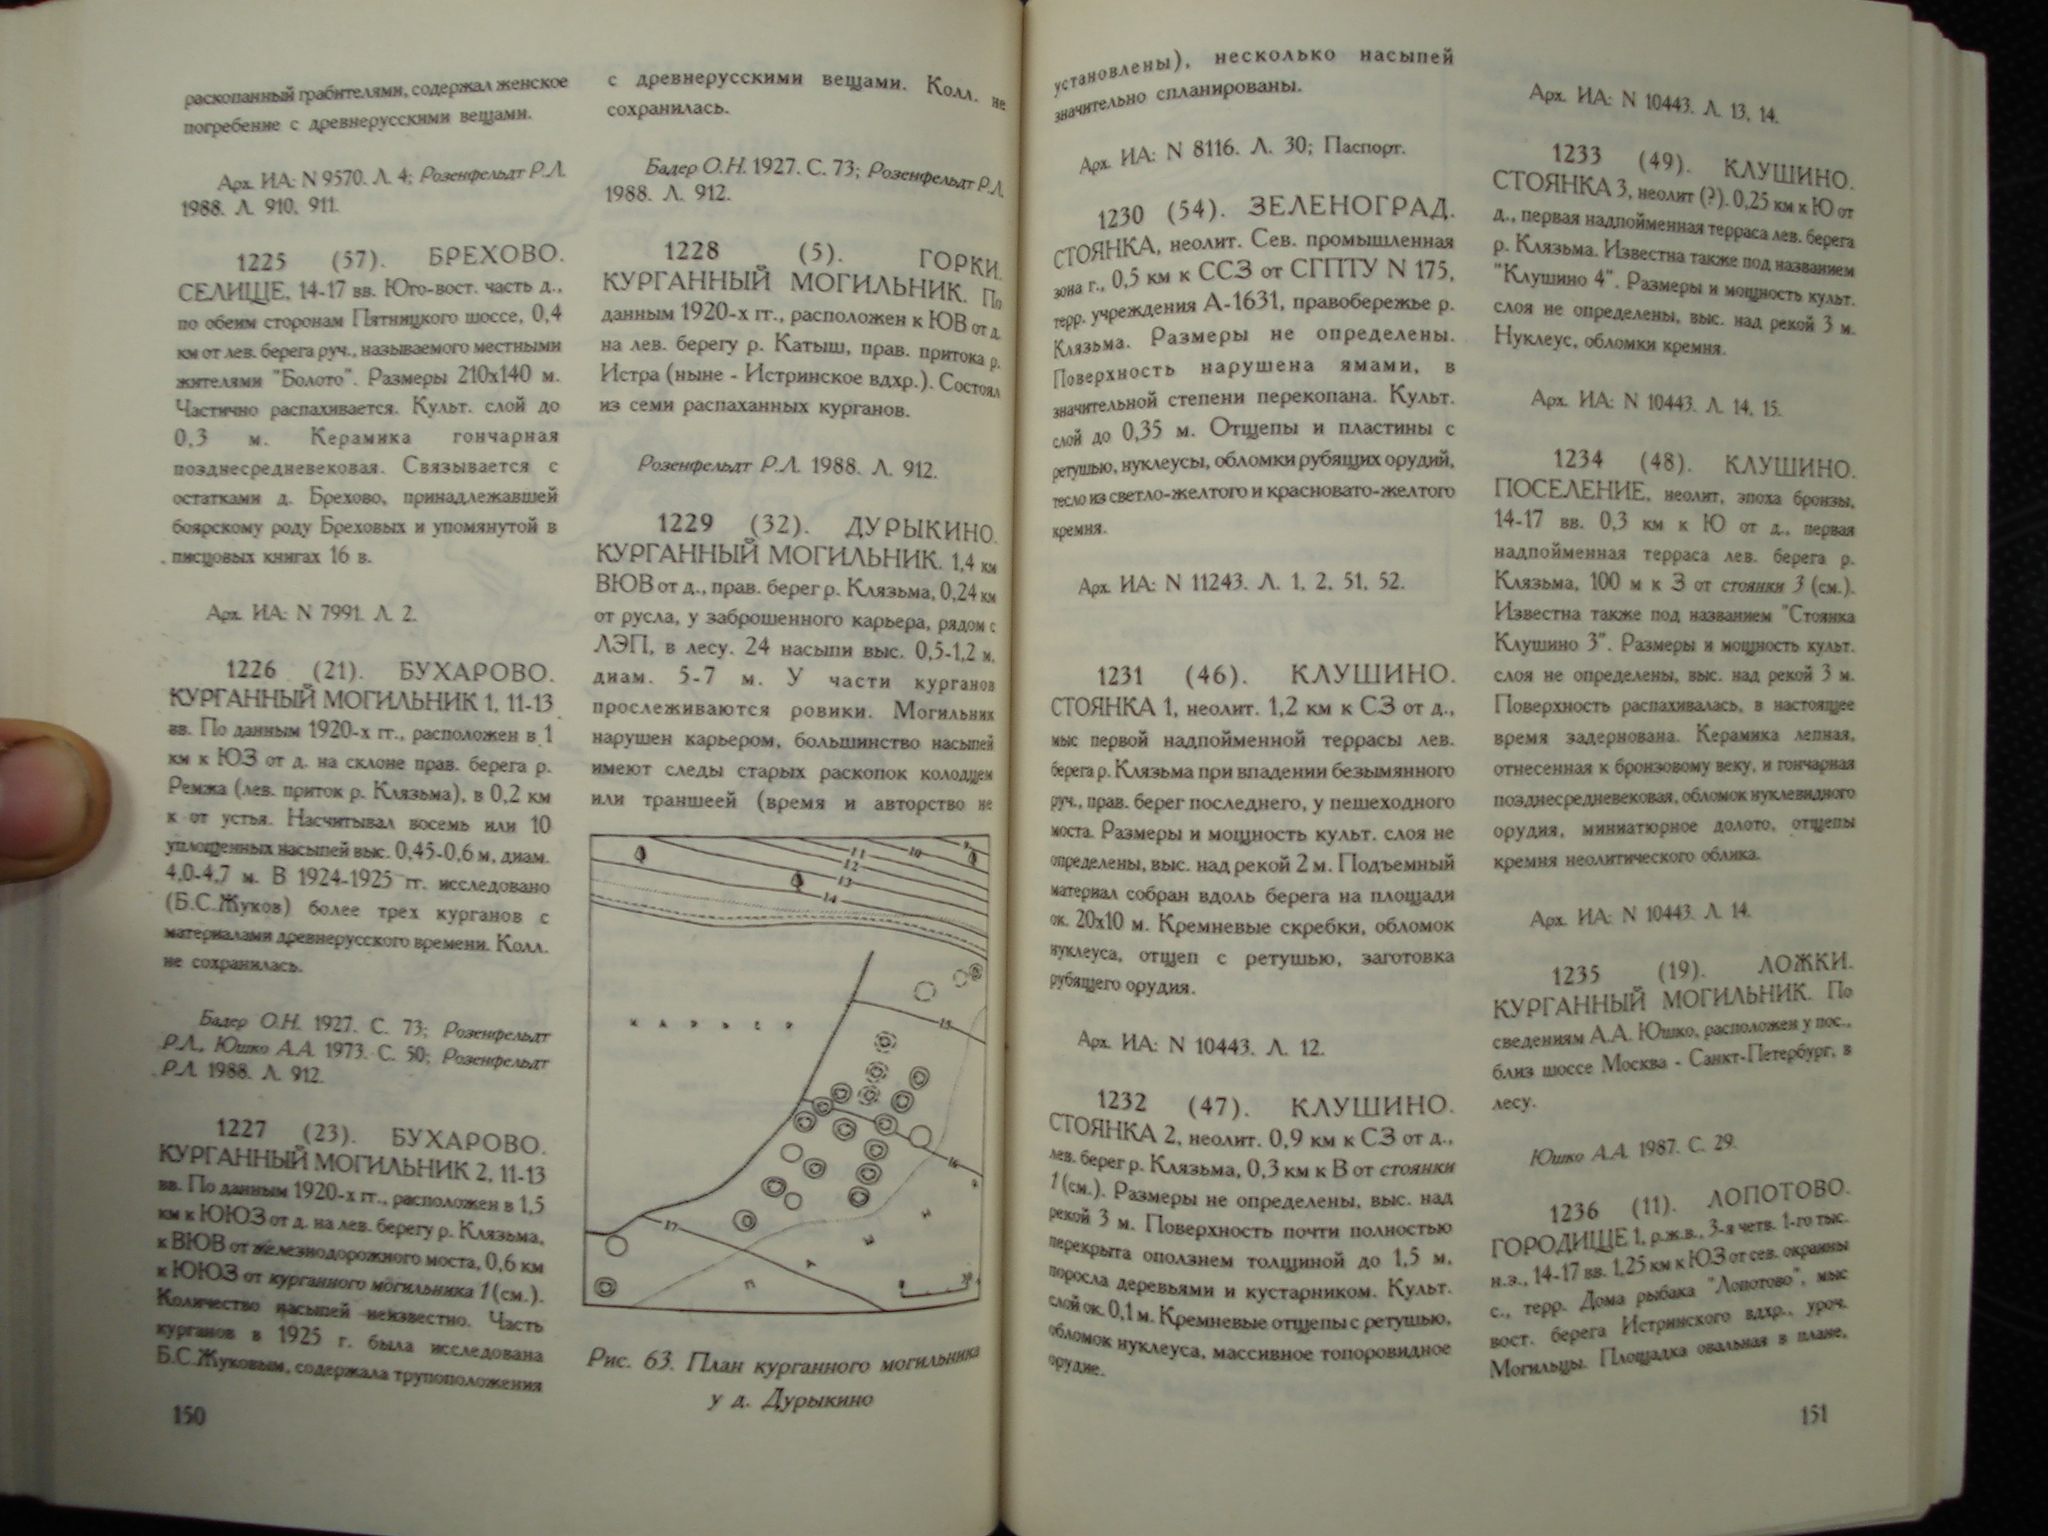 раскопанный грабителями, содержал женское
погребение с древнерусскими вещами.
Арх. ИА: N 9570. Л. 4; Розенфельдт Р.Л.
1988. Л. 910, 911.
1225 (57). БРЕХОВО.
СЕЛИЩЕ, 14-17 вв. Юго-вост. часть д.,
по обеим сторонам Пятницкого шоссе, 0,4
км от лев. берега руч., называемого местными
жителями "Болото". Размеры 210х140 м.
Частично распахивается. Культ. слой до
0,3 м. Керамика гончарная
позднесредневековая. Связывается с
остатками д. Брехово, принадлежавшей
боярскому роду Бреховых и упомянутой в
писцовых книгах 16 в.
Арх. ИА: N 7991. Л. 2.
1226 (21). БУХАРОВО.
КУРГАННЫЙ МОГИЛЬНИК 1, 11-13
вв. По данным 1920-х гг., расположен в 1
км к ЮЗ от д. на склоне прав. берега р.
Ремжа (лев. приток р. Клязьма), в 0,2 км
к от устья. Насчитывал восемь или 10
уплощенных насыпей выс. 0,45-0,6 м, диам.
4,0-4,7 м. В 1924-1925 гг. исследовано
(Б.С.Жуков) более трех курганов с
материалами древнерусского времени. Колл.
не сохранилась.
Бадер О.Н. 1927. С. 73; Розенфельдт
Р.Л., Юшко А.А. 1973. С. 50; Розенфельдт
Р.Л. 1988. Л. 912.
1227 (23). БУХАРОВО.
КУРГАННЫЙ МОГИЛЬНИК 2, 11-13
вв. По данным 1920-х гг., расположен в 1,5
км к ЮЮЗ от д. на лев. берегу р. Клязьма,
к ВЮВ от железнодорожного моста, 0,6 км
к ЮЮЗ от курганного могильника 1 (см.).
Количество насыпей неизвестно. Часть
курганов в 1925 г. была исследована
Б.С.Жуковым, содержала трупоположения
150
с древнерусскими вещами. Колл. не
сохранилась.
Бадер О.Н. 1927. С. 73; Розенфельдт Р.Л.
1988. Л. 912.
1228 (5). ГОРКИ.
КУРГАННЫЙ МОГИЛЬНИК. По
данным 1920-х гг., расположен к ЮВ от д.
на лев. берегу р. Катыш, прав. притока р.
Истра (ныне - Истринское вдхр.). Состоял
из семи распаханных курганов.
Розенфельдт Р.Л. 1988. Л. 912.
1229 (32). ДУРЫКИНО.
КУРГАННЫЙ МОГИЛЬНИК. 1,4 км
ВЮВ от д., прав. берег р. Клязьма, 0,24 км
от русла, у заброшенного карьера, рядом с
ЛЭП, в лесу. 24 насыпи выс. 0,5-1,2 м,
диам. 5-7 м. У части курганов
прослеживаются ровики. Могильник
нарушен карьером, большинство насыпей
имеют следы старых раскопок колодцем
или траншеей (время и авторство не
9
10
11
12
13
14
15
К А Р Ь Е Р
16
17
Рис. 63. План курганного могильника
у д. Дурыкино
установлены), несколько насыпей
значительно спланированы.
Арх. ИА: N 8116. Л. 30; Паспорт.
1230 (54). ЗЕЛЕНОГРАД.
СТОЯНКА, неолит. Сев. промышленная
зона г., 0,5 км к ССЗ от СГПТУ N 175,
терр. учреждения А-1631, правобережье р.
Клязьма. Размеры не определены.
Поверхность нарушена ямами, в
значительной степени перекопана. Культ.
слой до 0,35 м. Отщепы и пластины с
ретушью, нуклеусы, обломки рубящих орудий,
тесло из светло-желтого и красновато-желтого
кремня.
Арх. ИА: N 11243. Л. 1, 2, 51, 52.
1231 (46). КЛУШИНО.
СТОЯНКА 1, неолит. 1,2 км к СЗ от д.,
мыс первой надпойменной террасы лев.
берега р. Клязьма при впадении безымянного
руч., прав. берег последнего, у пешеходного
моста. Размеры и мощность культ. слоя не
определены, выс. над рекой 2 м. Подъемный
материал собран вдоль берега на площади
ок. 20х10 м. Кремневые скребки, обломок
нуклеуса, отщеп с ретушью, заготовка
рубящего орудия.
Арх. ИА: N 10443. Л. 12.
1232 (47). КЛУШИНО.
СТОЯНКА 2, неолит. 0,9 км к СЗ от д.,
лев. берег р. Клязьма, 0,3 км к В от стоянки
1 (см.). Размеры не определены, выс. над
рекой 3 м. Поверхность почти полностью
перекрыта оползнем толщиной до 1,5 м,
поросла деревьями и кустарником. Культ.
слой ок. 0,1 м. Кремневые отщепы с ретушью,
обломок нуклеуса, массивное топоровидное
орудие.
Арх. ИА: N 10443. Л. 13, 14.
1233 (49). КЛУШИНО.
СТОЯНКА 3, неолит (?). 0,25 км к Ю от
д., первая надпойменная терраса лев. берега
р. Клязьма. Известна также под названием
"Клушино 4". Размеры и мощность культ.
слоя не определены, выс. над рекой 3 м.
Нуклеус, обломки кремня.
Арх. ИА: N 10443. Л. 14, 15.
1234 (48). КЛУШИНО.
ПОСЕЛЕНИЕ, неолит, эпоха бронзы,
14-17 вв. 0,3 км к Ю от д., первая
надпойменная терраса лев. берега р.
Клязьма, 100 м к З от стоянки 3 (см.).
Известна также под названием "Стоянка
Клушино 3". Размеры и мощность культ.
слоя не определены, выс. над рекой 3 м.
Поверхность распахивалась, в настоящее
время задернована. Керамика лепная,
отнесенная к бронзовому веку, и гончарная
позднесредневековая, обломок нуклевидного
орудия, миниатюрное долото, отщепы
кремня неолитического облика.
Арх. ИА: N 10443. Л. 14.
1235 (19). ЛОЖКИ.
КУРГАННЫЙ МОГИЛЬНИК. По
сведениям А.А. Юшко, расположен у пос.,
близ шоссе Москва - Санкт-Петербург, в
лесу.
Юшко А.А. 1987. С. 29.
1236 (11). ЛОПОТОВО.
ГОРОДИЩЕ 1, р.ж.в., 3-я четв. 1-го тыс.
н.э., 14-17 вв. 1,25 км к ЮЗ от сев. окраины
с., терр. Дома рыбака "Лопотово", мыс
вост. берега Истринского вдхр., уроч.
Могильцы. Площадка овальная в плане,
151